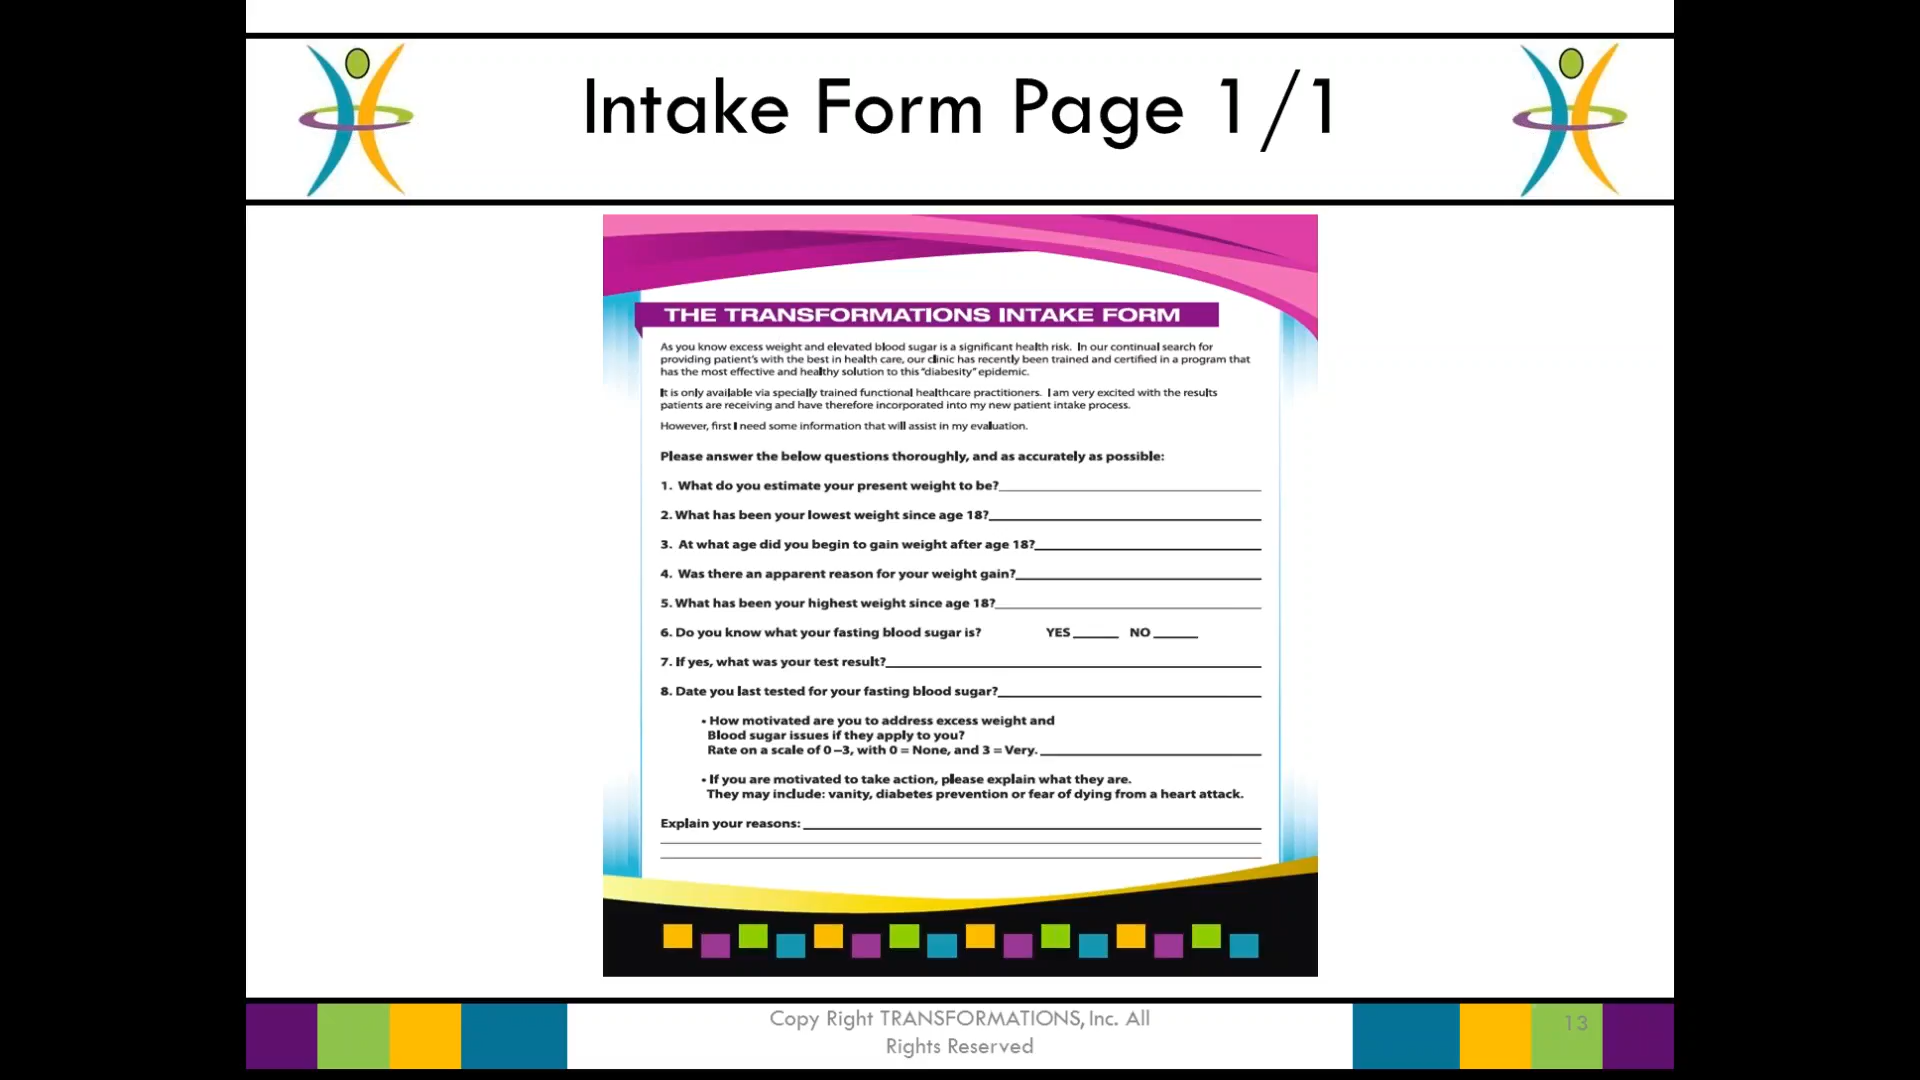 Intake Form Page 1/1
THE TRANSFORMATIONS INTAKE FORM
As you know excess weight and elevated blood sugar is a significant health risk. In our continual search for
providing patient's with the best in health care, our clinic has recently been trained and certified in a program that
has the most effective and healthy solution to this "diabesity" epidemic.
It is only available via specially trained functional healthcare practitioners. I am very excited with the results
patients are receiving and have therefore incorporated into my new patient intake process.
However, first I need some information that will assist in my evaluation.
Please answer the below questions thoroughly, and as accurately as possible:
1. What do you estimate your present weight to be?
2. What has been your lowest weight since age 18?
3. At what age did you begin to gain weight after age 18?
4. Was there an apparent reason for your weight gain?
5. What has been your highest weight since age 18?
6. Do you know what your fasting blood sugar is? YES ______ NO ______
7. If yes, what was your test result?
8. Date you last tested for your fasting blood sugar?
• How motivated are you to address excess weight and
Blood sugar issues if they apply to you?
Rate on a scale of 0 –3, with 0 = None, and 3 = Very.
• If you are motivated to take action, please explain what they are.
They may include: vanity, diabetes prevention or fear of dying from a heart attack.
Explain your reasons:
Copy Right TRANSFORMATIONS, Inc. All
Rights Reserved
13